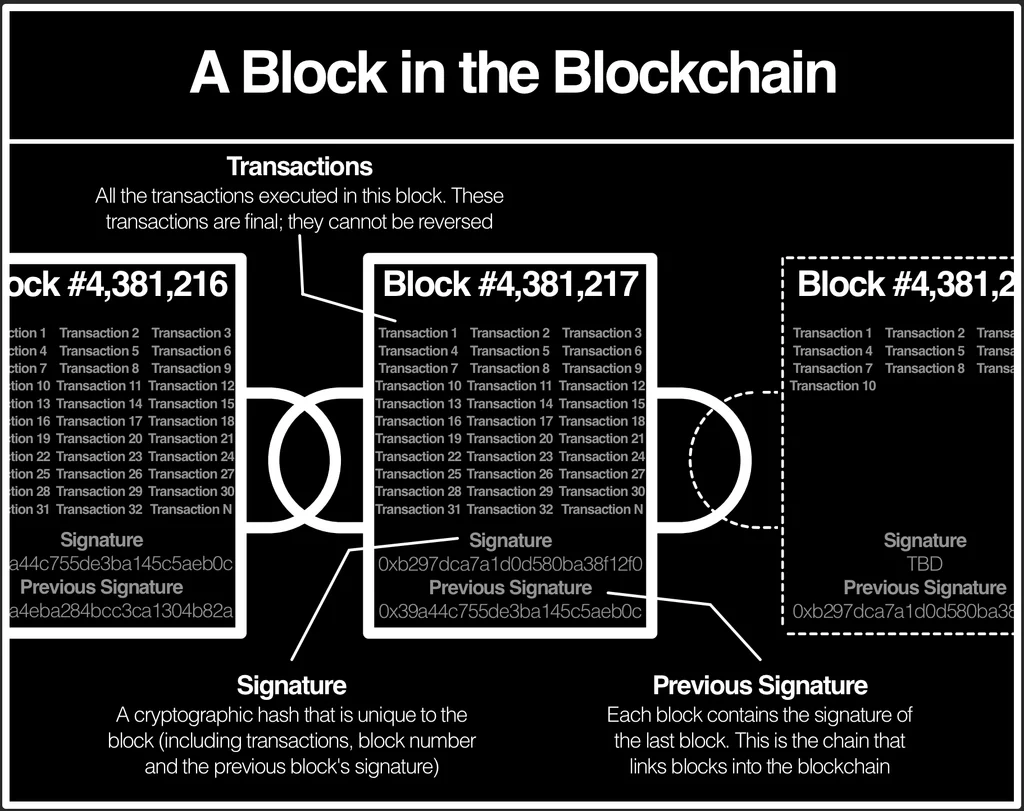 A Block in the Blockchain
Transactions
All the transactions executed in this block. These
transactions are final; they cannot be reversed
ock #4,381,216
ction 1 Transaction 2 Transaction 3
ction 4 Transaction 5 Transaction 6
ction 7 Transaction 8 Transaction 9
ction 10 Transaction 11 Transaction 12
ction 13 Transaction 14 Transaction 15
ction 16 Transaction 17 Transaction 18
ction 19 Transaction 20 Transaction 21
ction 22 Transaction 23 Transaction 24
ction 25 Transaction 26 Transaction 27
ction 28 Transaction 29 Transaction 30
ction 31 Transaction 32 Transaction N
Signature
a44c755de3ba145c5aeb0c
Previous Signature
a4eba284bcc3ca1304b82a
Block #4,381,217
Transaction 1 Transaction 2 Transaction 3
Transaction 4 Transaction 5 Transaction 6
Transaction 7 Transaction 8 Transaction 9
Transaction 10 Transaction 11 Transaction 12
Transaction 13 Transaction 14 Transaction 15
Transaction 16 Transaction 17 Transaction 18
Transaction 19 Transaction 20 Transaction 21
Transaction 22 Transaction 23 Transaction 24
Transaction 25 Transaction 26 Transaction 27
Transaction 28 Transaction 29 Transaction 30
Transaction 31 Transaction 32 Transaction N
Signature
0xb297dca7a1d0d580ba38f12f0
Previous Signature
0x39a44c755de3ba145c5aeb0c
Block #4,381,2
Transaction 1 Transaction 2 Transa
Transaction 4 Transaction 5 Transa
Transaction 7 Transaction 8 Transa
Transaction 10
Signature
TBD
Previous Signature
0xb297dca7a1d0d580ba38
Signature
A cryptographic hash that is unique to the
block (including transactions, block number
and the previous block's signature)
Previous Signature
Each block contains the signature of
the last block. This is the chain that
links blocks into the blockchain